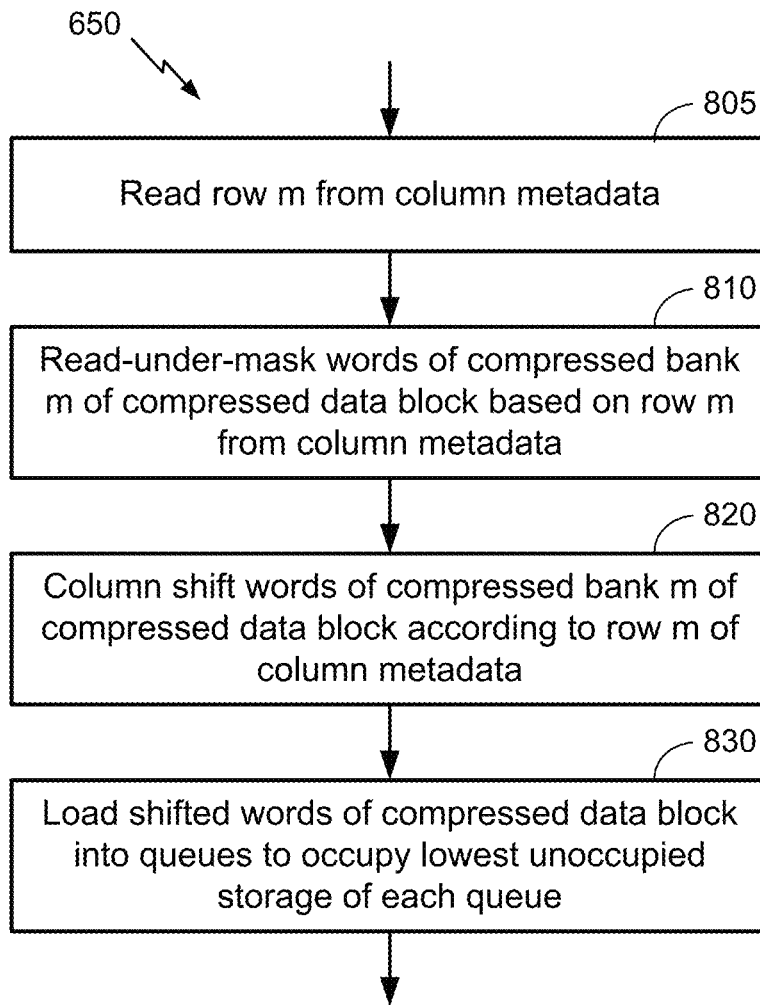 650
805
Read row m from column metadata
810
Read-under-mask words of compressed bank
m of compressed data block based on row m
from column metadata
820
Column shift words of compressed bank m of
compressed data block according to row m of
column metadata
830
Load shifted words of compressed data block
into queues to occupy lowest unoccupied
storage of each queue